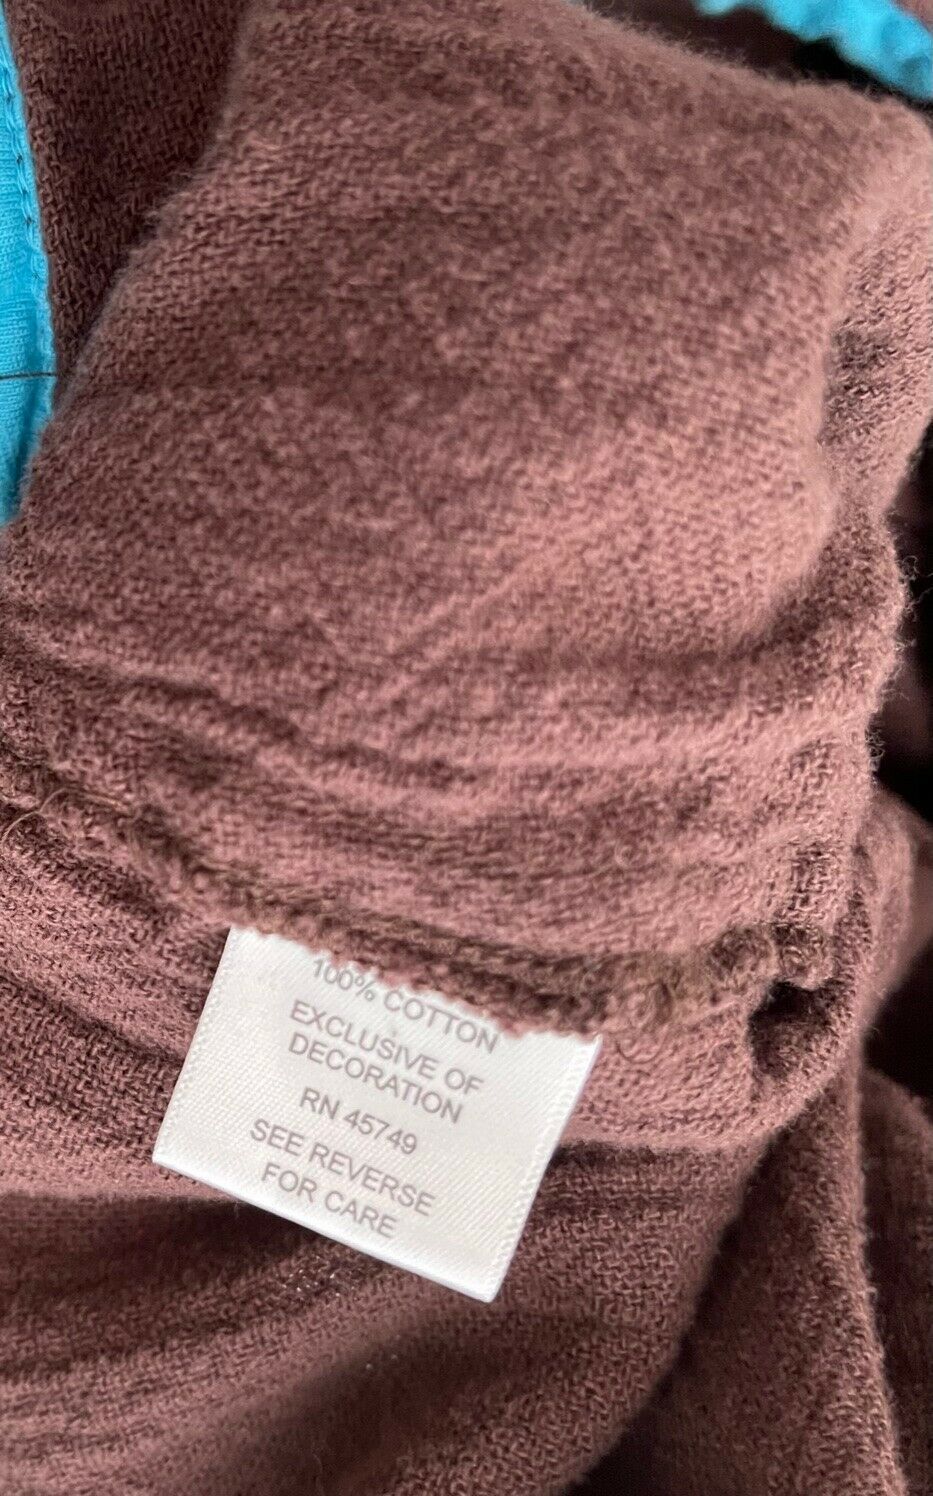 100% COTTON
EXCLUSIVE OF
DECORATION
RN 45749
SEE REVERSE
FOR CARE